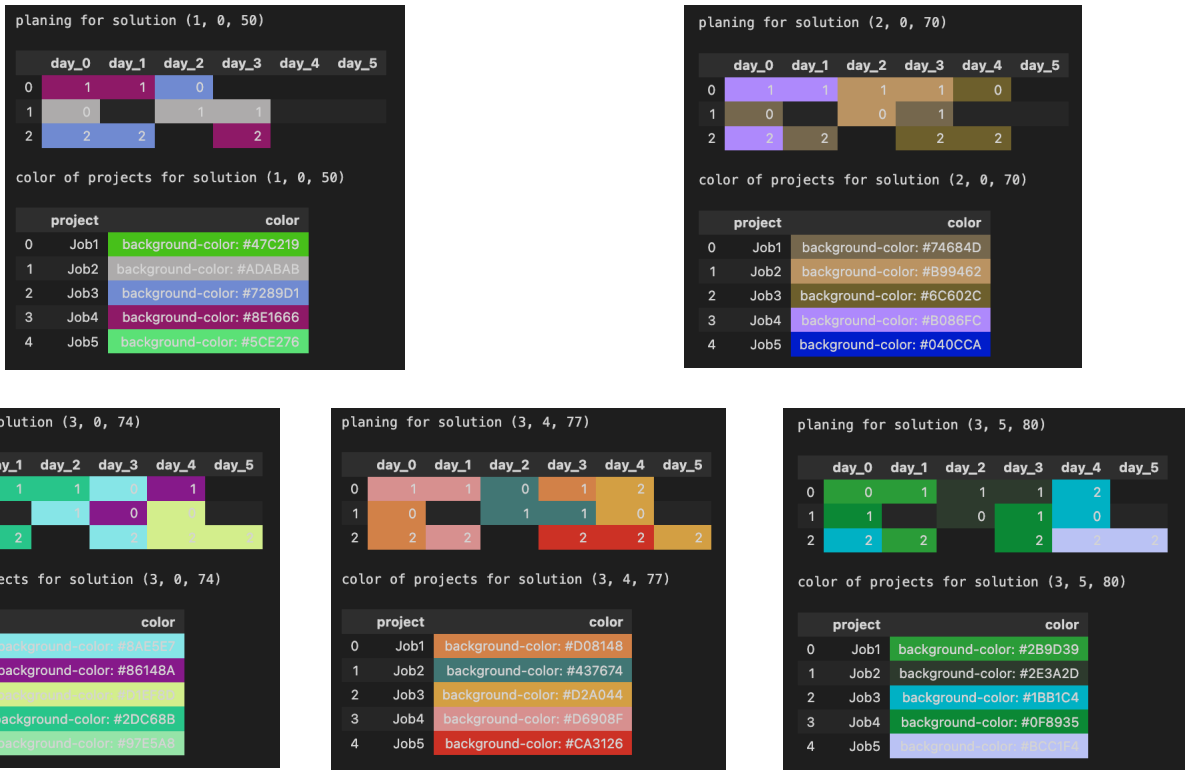 planing for solution (1, 0, 50)
day_0 day_1 day_2 day_3 day_4 day_5
0 1 1 0
1 0 1 1
2 2 2 2
color of projects for solution (1, 0, 50)
project color
0 Job1 background-color: #47C219
1 Job2 background-color: #ADABAB
2 Job3 background-color: #7289D1
3 Job4 background-color: #8E1666
4 Job5 background-color: #5CE276
planing for solution (2, 0, 70)
day_0 day_1 day_2 day_3 day_4 day_5
0 1 1 1 1 0
1 0 0 1
2 2 2 2 2
color of projects for solution (2, 0, 70)
project color
0 Job1 background-color: #74684D
1 Job2 background-color: #B99462
2 Job3 background-color: #6C602C
3 Job4 background-color: #B086FC
4 Job5 background-color: #040CCA
olution (3, 0, 74)
ay_1 day_2 day_3 day_4 day_5
1 1 0 1
1 0 0
2 2 2 2
ects for solution (3, 0, 74)
color
background-color: #8AE5E7
background-color: #86148A
background-color:
background-color: #2DC68B
background-color: #97E5A8
planing for solution (3, 4, 77)
day_0 day_1 day_2 day_3 day_4 day_5
0 1 1 0 1 2
1 0 1 1 0
2 2 2 2 2 2
color of projects for solution (3, 4, 77)
project color
0 Job1 background-color: #D08148
1 Job2 background-color: #437674
2 Job3 background-color: #D2A044
3 Job4 background-color: #D6908F
4 Job5 background-color: #CA3126
planing for solution (3, 5, 80)
day_0 day_1 day_2 day_3 day_4 day_5
0 0 1 1 1 2
1 1 0 1 0
2 2 2 2 2 2
color of projects for solution (3, 5, 80)
project color
0 Job1 background-color: #2B9D39
1 Job2 background-color: #2E3A2D
2 Job3 background-color: #1BB1C4
3 Job4 background-color: #0F8935
4 Job5 background-color: #BCC1F4